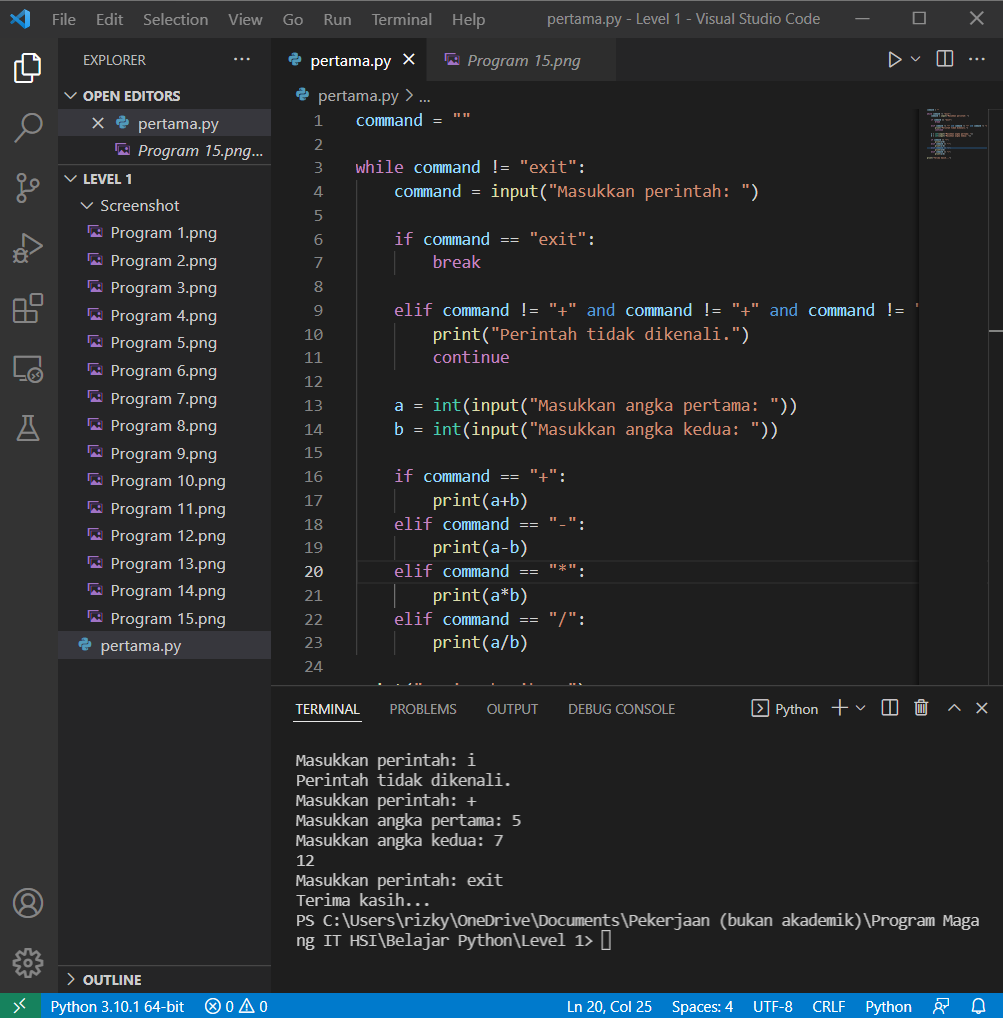 File Edit Selection View Go Run Terminal Help pertama.py - Level 1 - Visual Studio Code
EXPLORER
OPEN EDITORS
pertama.py
Program 15.png...
LEVEL 1
Screenshot
Program 1.png
Program 2.png
Program 3.png
Program 4.png
Program 5.png
Program 6.png
Program 7.png
Program 8.png
Program 9.png
Program 10.png
Program 11.png
Program 12.png
Program 13.png
Program 14.png
Program 15.png
pertama.py
OUTLINE
pertama.py Program 15.png
pertama.py > ...
1 command = ""
2
3 while command != "exit":
4 command = input("Masukkan perintah: ")
5
6 if command == "exit":
7 break
8
9 elif command != "+" and command != "+" and command != "
10 print("Perintah tidak dikenali.")
11 continue
12
13 a = int(input("Masukkan angka pertama: "))
14 b = int(input("Masukkan angka kedua: "))
15
16 if command == "+":
17 print(a+b)
18 elif command == "-":
19 print(a-b)
20 elif command == "*":
21 print(a*b)
22 elif command == "/":
23 print(a/b)
24
TERMINAL PROBLEMS OUTPUT DEBUG CONSOLE Python
Masukkan perintah: i
Perintah tidak dikenali.
Masukkan perintah: +
Masukkan angka pertama: 5
Masukkan angka kedua: 7
12
Masukkan perintah: exit
Terima kasih...
PS C:\Users\rizky\OneDrive\Documents\Pekerjaan (bukan akademik)\Program Maga
ng IT HSI\Belajar Python\Level 1>
Python 3.10.1 64-bit 0 0 Ln 20, Col 25 Spaces: 4 UTF-8 CRLF Python